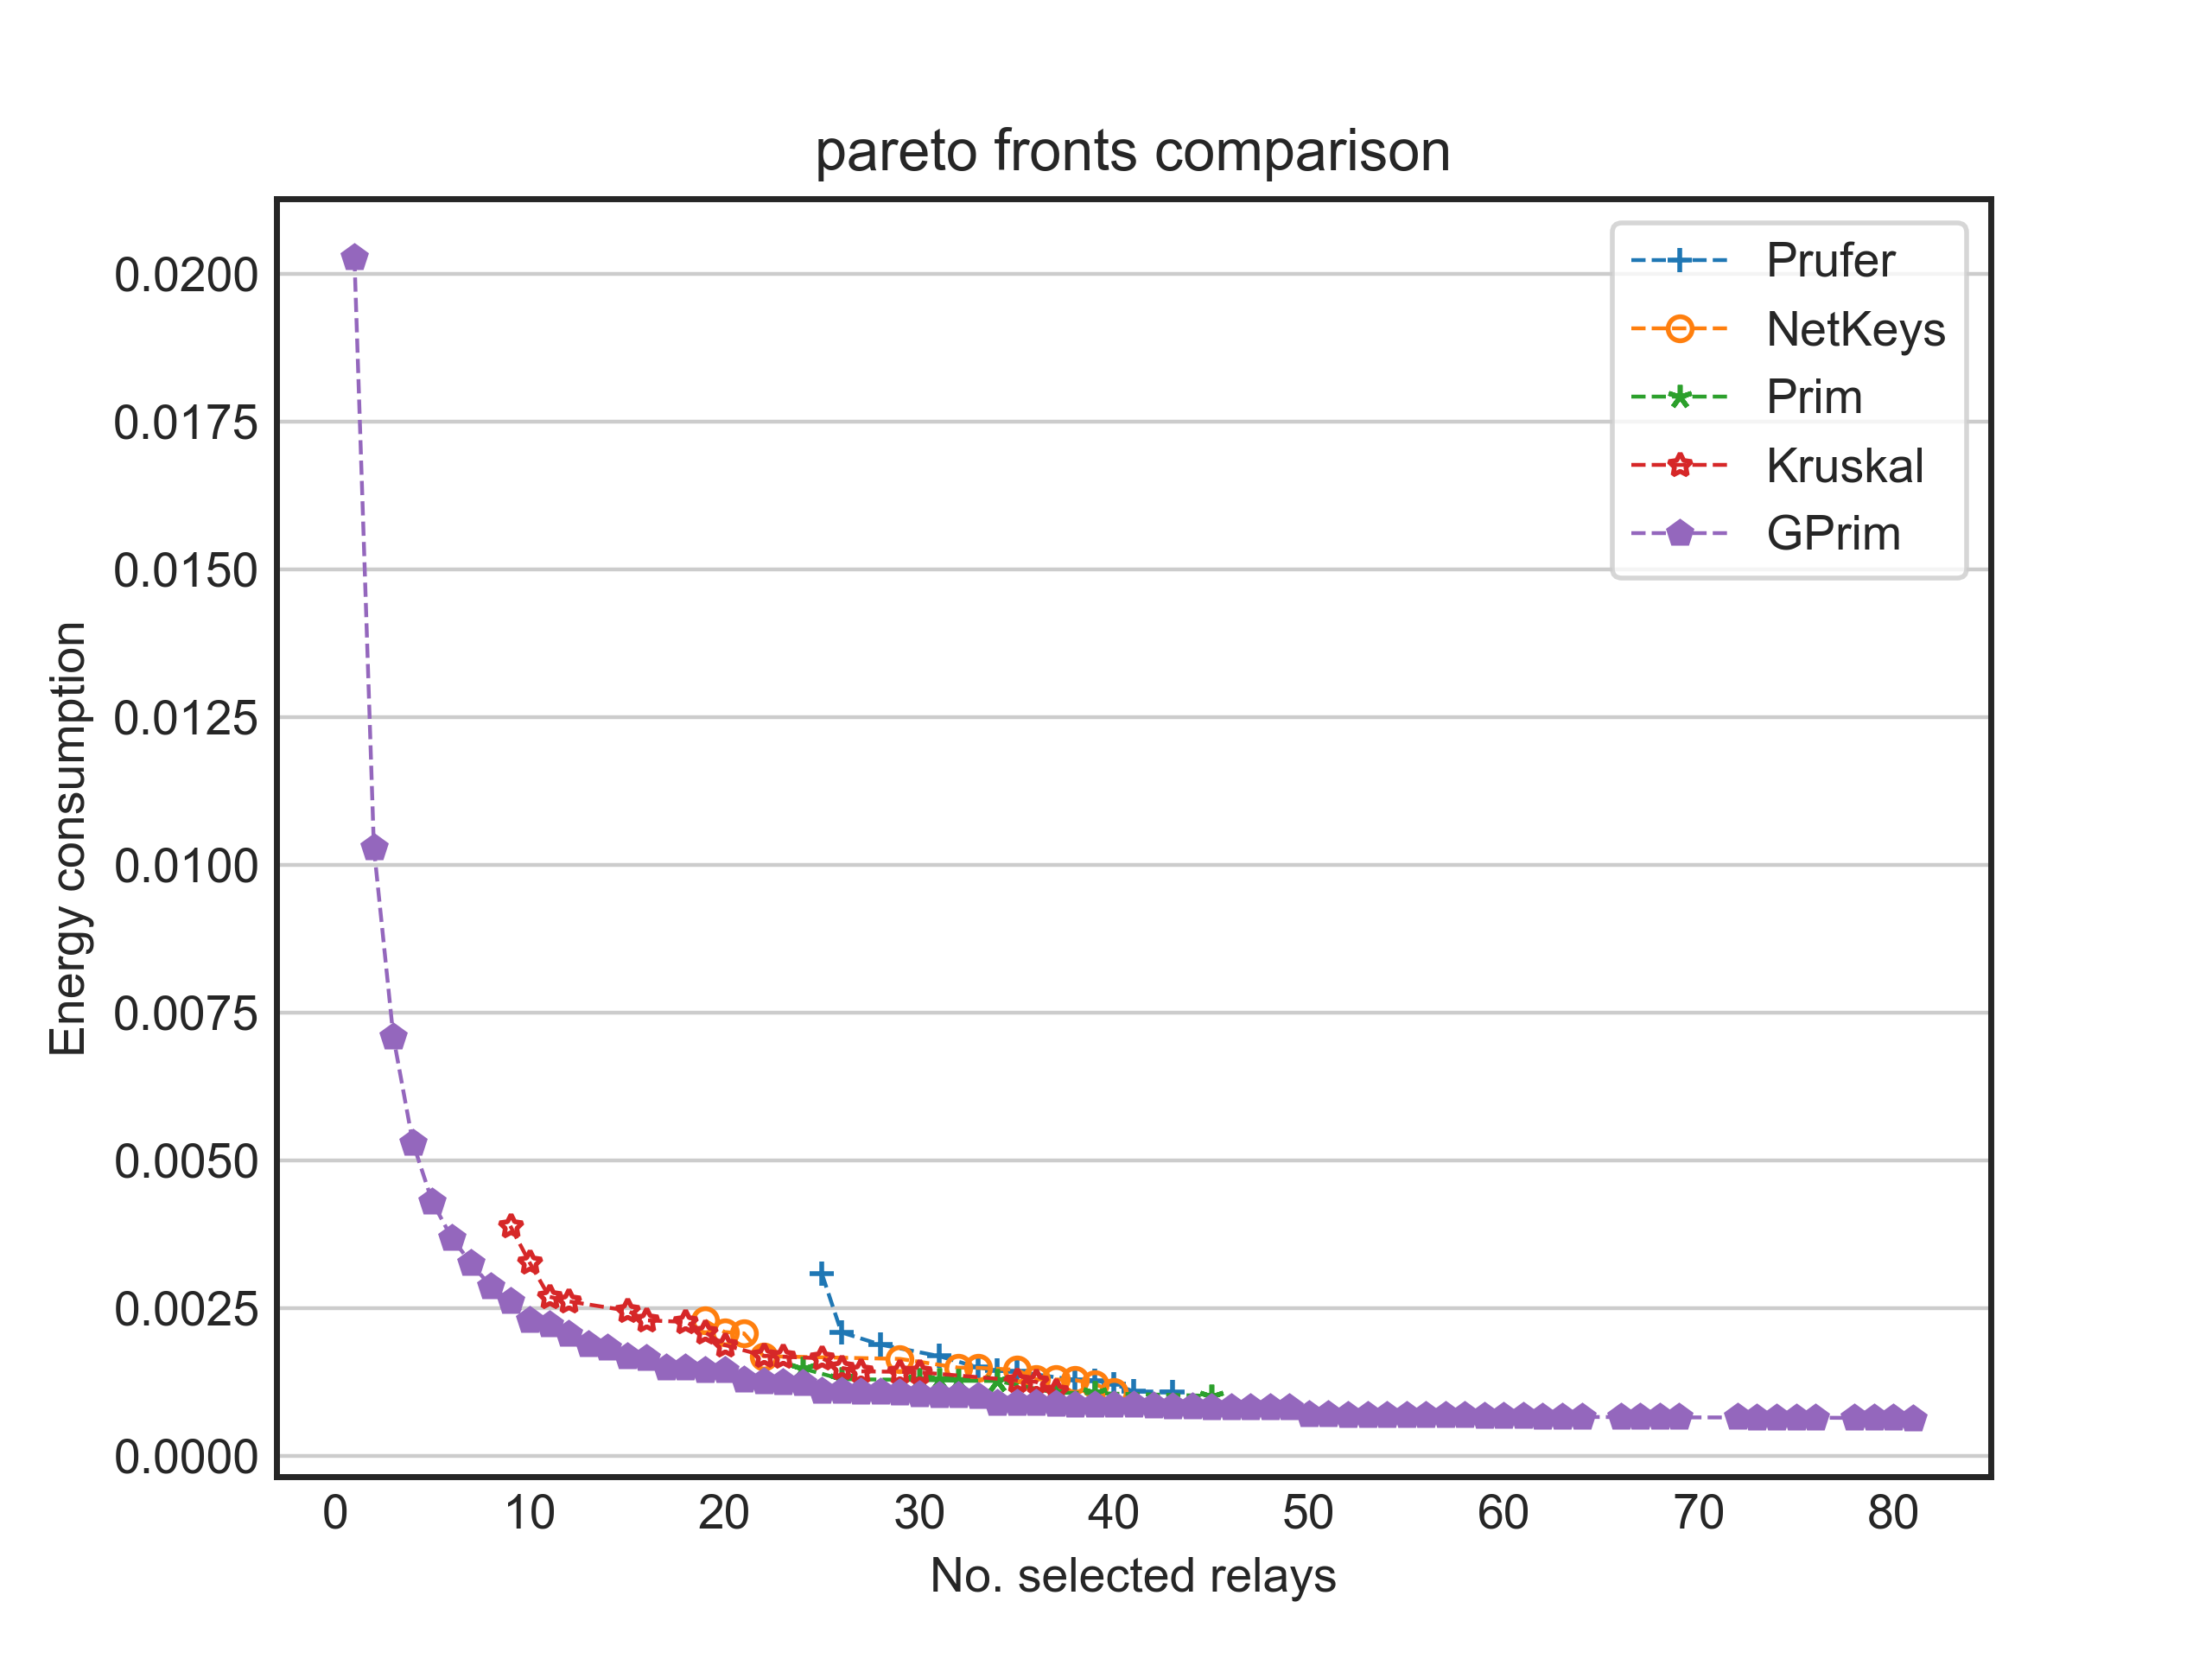 pareto fronts comparison
Prufer
NetKeys
Prim
Kruskal
GPrim
0.0200
0.0175
0.0150
0.0125
0.0100
0.0075
0.0050
0.0025
0.0000
Energy consumption
0 10 20 30 40 50 60 70 80
No. selected relays